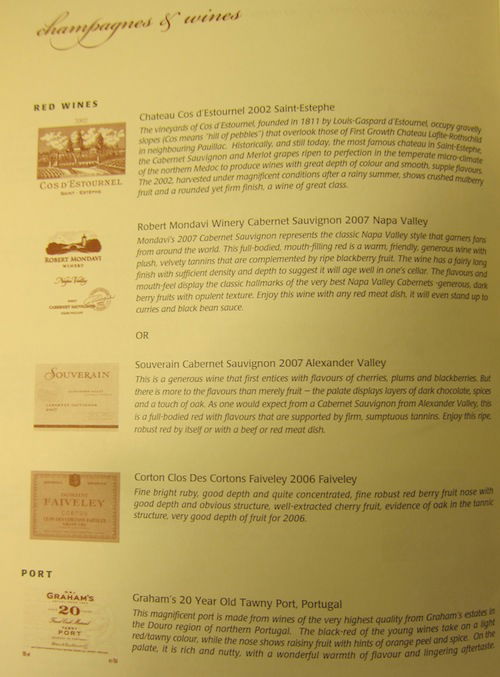 champagnes & wines
RED WINES
2002
COS D'ESTOURNEL
SAINT-ESTEPHE
Chateau Cos d'Estournel 2002 Saint-Estephe
The vineyards of Cos d'Estournel, founded in 1811 by Louis-Gaspard d'Estournel, occupy gravelly
slopes (Cos means "hill of pebbles") that overlook those of First Growth Chateau Lafite-Rothschild
in neighbouring Pauillac. Historically, and still today, the most famous chateau in Saint-Estephe,
the Cabernet Sauvignon and Merlot grapes ripen to perfection in the temperate micro-climate
of the northern Medoc to produce wines with great depth of colour and smooth, supple flavours.
The 2002, harvested under magnificent conditions after a rainy summer, shows crushed mulberry
fruit and a rounded yet firm finish, a wine of great class.
ROBERT MONDAVI
WINERY
Napa Valley
CABERNET SAUVIGNON
Robert Mondavi Winery Cabernet Sauvignon 2007 Napa Valley
Mondavi's 2007 Cabernet Sauvignon represents the classic Napa Valley style that garners fans
from around the world. This full-bodied, mouth-filling red is a warm, friendly, generous wine with
plush, velvety tannins that are complemented by ripe blackberry fruit. The wine has a fairly long
finish with sufficient density and depth to suggest it will age well in one's cellar. The flavours and
mouth-feel display the classic hallmarks of the very best Napa Valley Cabernets -generous, dark
berry fruits with opulent texture. Enjoy this wine with any red meat dish, it will even stand up to
curries and black bean sauce.
OR
SOUVERAIN
Souverain Cabernet Sauvignon 2007 Alexander Valley
This is a generous wine that first entices with flavours of cherries, plums and blackberries. But
there is more to the flavours than merely fruit – the palate displays layers of dark chocolate, spices
and a touch of oak. As one would expect from a Cabernet Sauvignon from Alexander Valley, this
is a full-bodied red with flavours that are supported by firm, sumptuous tannins. Enjoy this ripe,
robust red by itself or with a beef or red meat dish.
DOMAINE
FAIVELEY
CORTON
CLOS DES CORTONS FAIVELEY
Corton Clos Des Cortons Faiveley 2006 Faiveley
Fine bright ruby, good depth and quite concentrated, fine robust red berry fruit nose with
good depth and obvious structure, well-extracted cherry fruit, evidence of oak in the tannic
structure, very good depth of fruit for 2006.
PORT
GRAHAM'S
20
TAWNY
PORT
Graham's 20 Year Old Tawny Port, Portugal
This magnificent port is made from wines of the very highest quality from Graham's estates in
the Douro region of northern Portugal. The black-red of the young wines take on a light
red/tawny colour, while the nose shows raisiny fruit with hints of orange peel and spice. On the
palate, it is rich and nutty, with a wonderful warmth of flavour and lingering aftertaste.